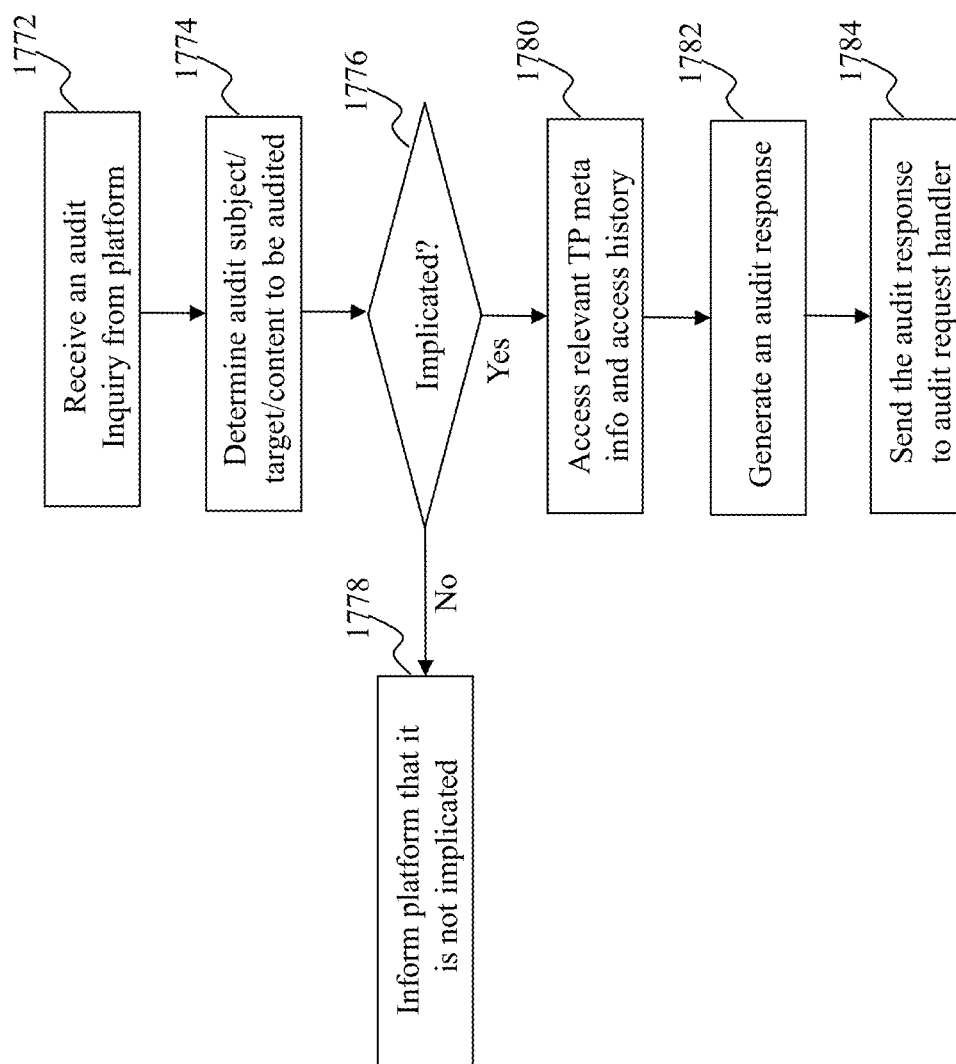 1772
Receive an audit
Inquiry from platform
1774
Determine audit subject/
target/content to be audited
1776
Implicated?
No
Yes
1778
Inform platform that it
is not implicated
1780
Access relevant TP meta
info and access history
1782
Generate an audit response
1784
Send the audit response
to audit request handler